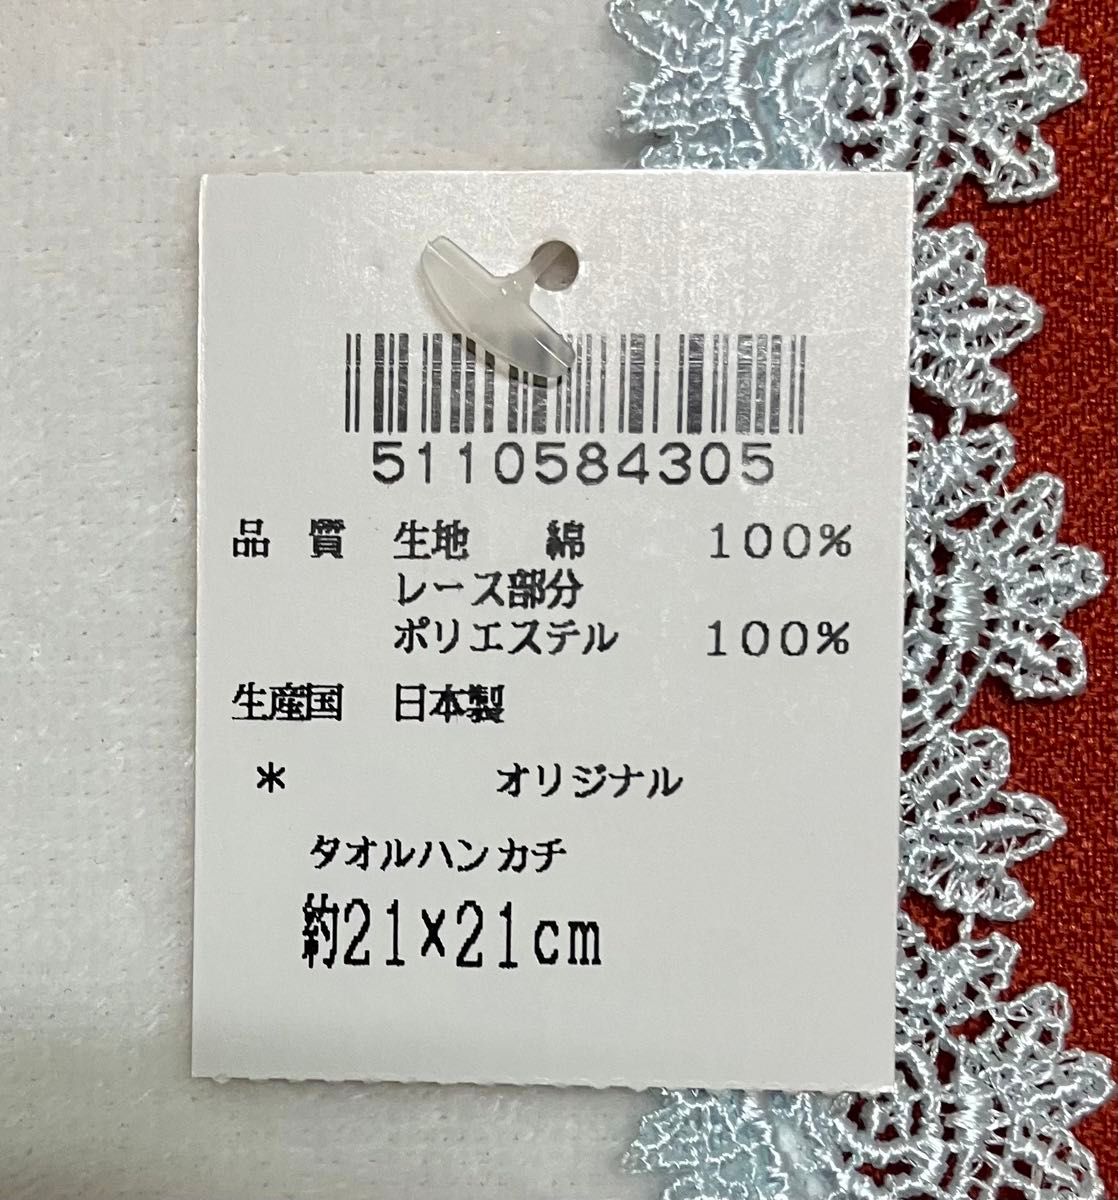 5110584305
品 質 生地 綿 100%
レース部分
ポリエステル 100%
生産国 日本製
* オリジナル
タオルハンカチ
約21×21cm